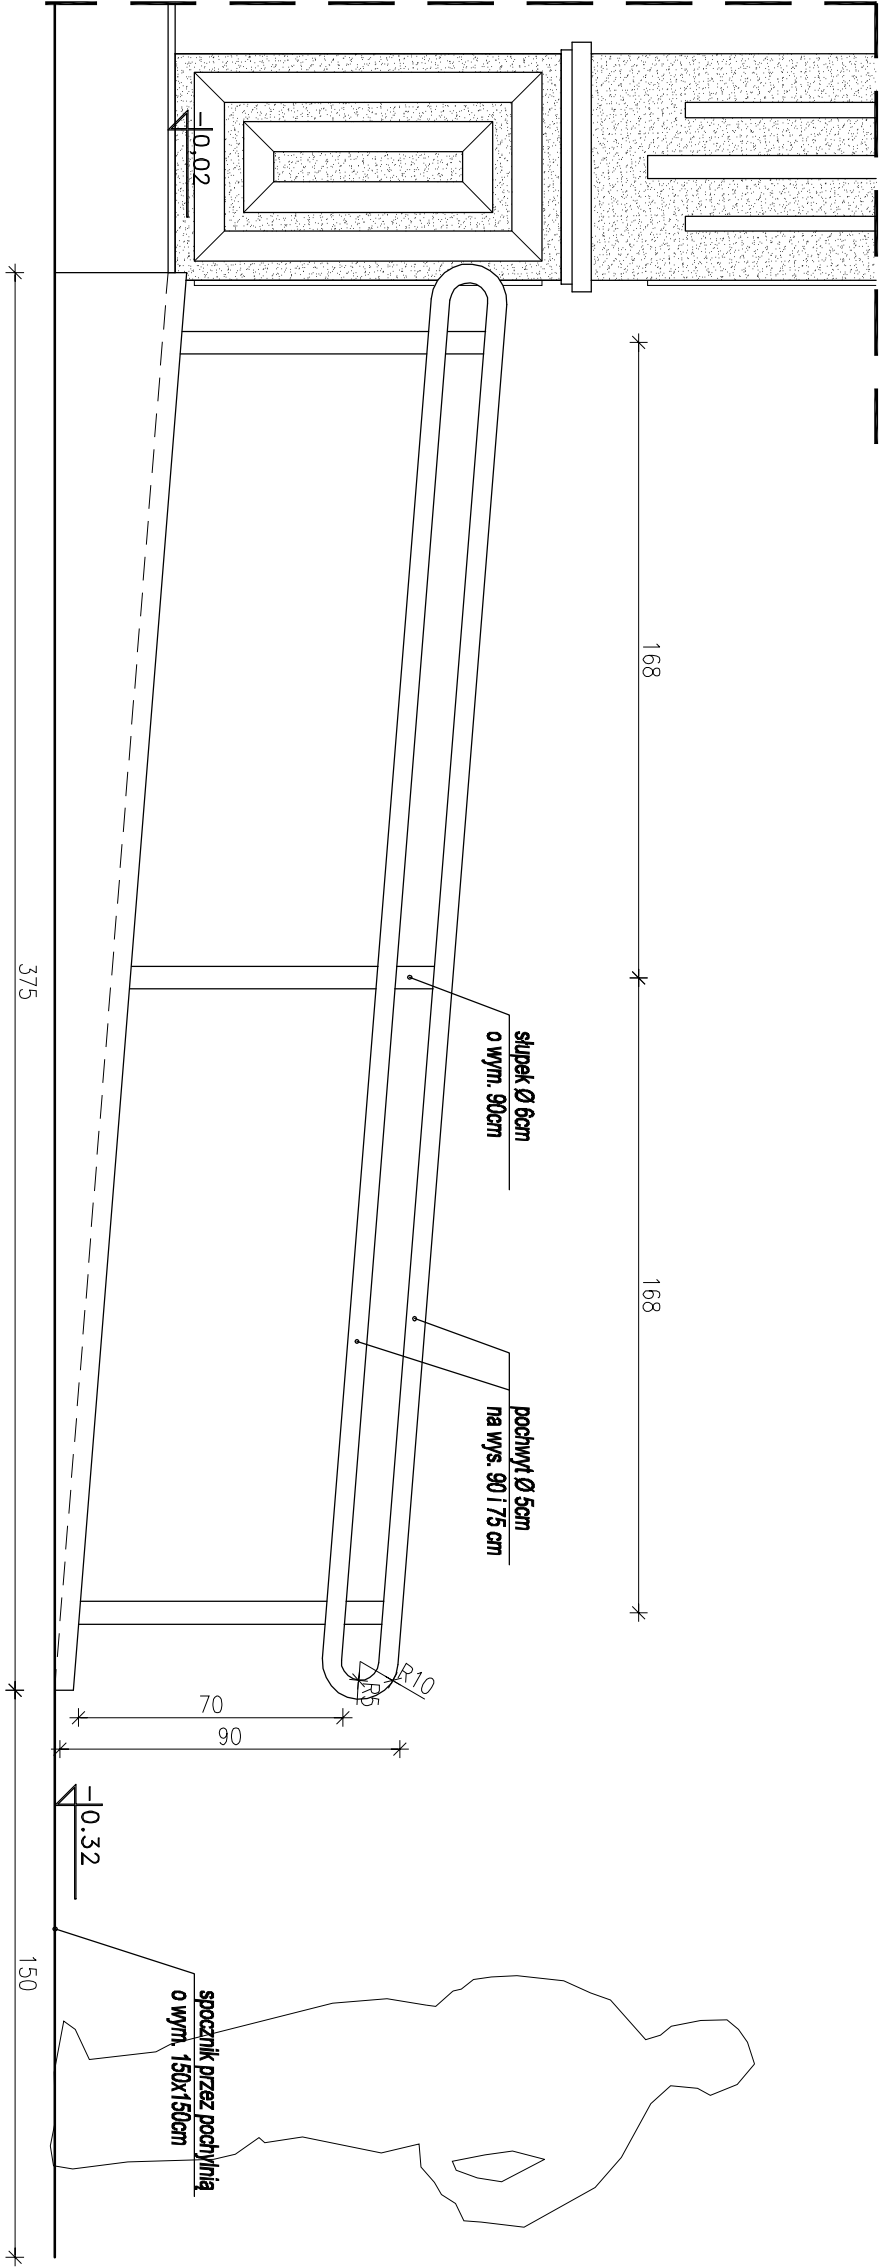 -0,02
168
168
375
słupek Ø 6cm
o wym. 90cm
pochwyt Ø 5cm
na wys. 90 i 75 cm
R10
R5
70
90
-0.32
150
spocznik przez pochylnią,
o wym. 150x150cm